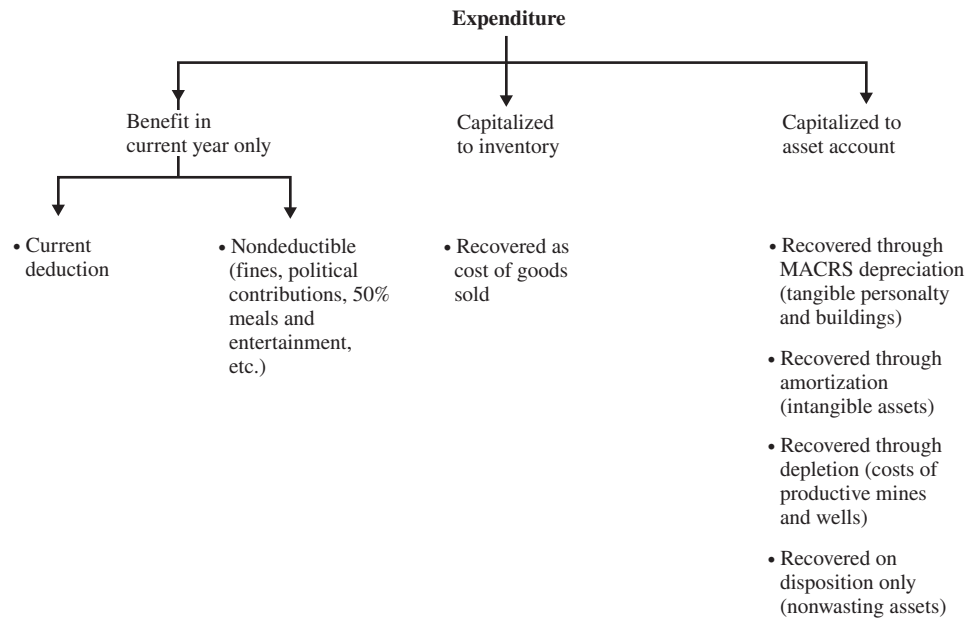 Expenditure
Benefit in
current year only
Capitalized
to inventory
Capitalized to
asset account
• Current
deduction
• Nondeductible
(fines, political
contributions, 50%
meals and
entertainment,
etc.)
• Recovered as
cost of goods
sold
• Recovered through
MACRS depreciation
(tangible personalty
and buildings)
• Recovered through
amortization
(intangible assets)
• Recovered through
depletion (costs of
productive mines
and wells)
• Recovered on
disposition only
(nonwasting assets)